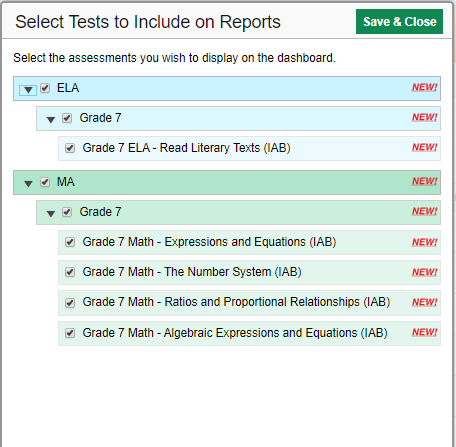 Select Tests to Include on Reports
Save & Close
Select the assessments you wish to display on the dashboard.
ELA NEW!
Grade 7 NEW!
Grade 7 ELA - Read Literary Texts (IAB) NEW!
MA NEW!
Grade 7 NEW!
Grade 7 Math - Expressions and Equations (IAB) NEW!
Grade 7 Math - The Number System (IAB) NEW!
Grade 7 Math - Ratios and Proportional Relationships (IAB) NEW!
Grade 7 Math - Algebraic Expressions and Equations (IAB) NEW!